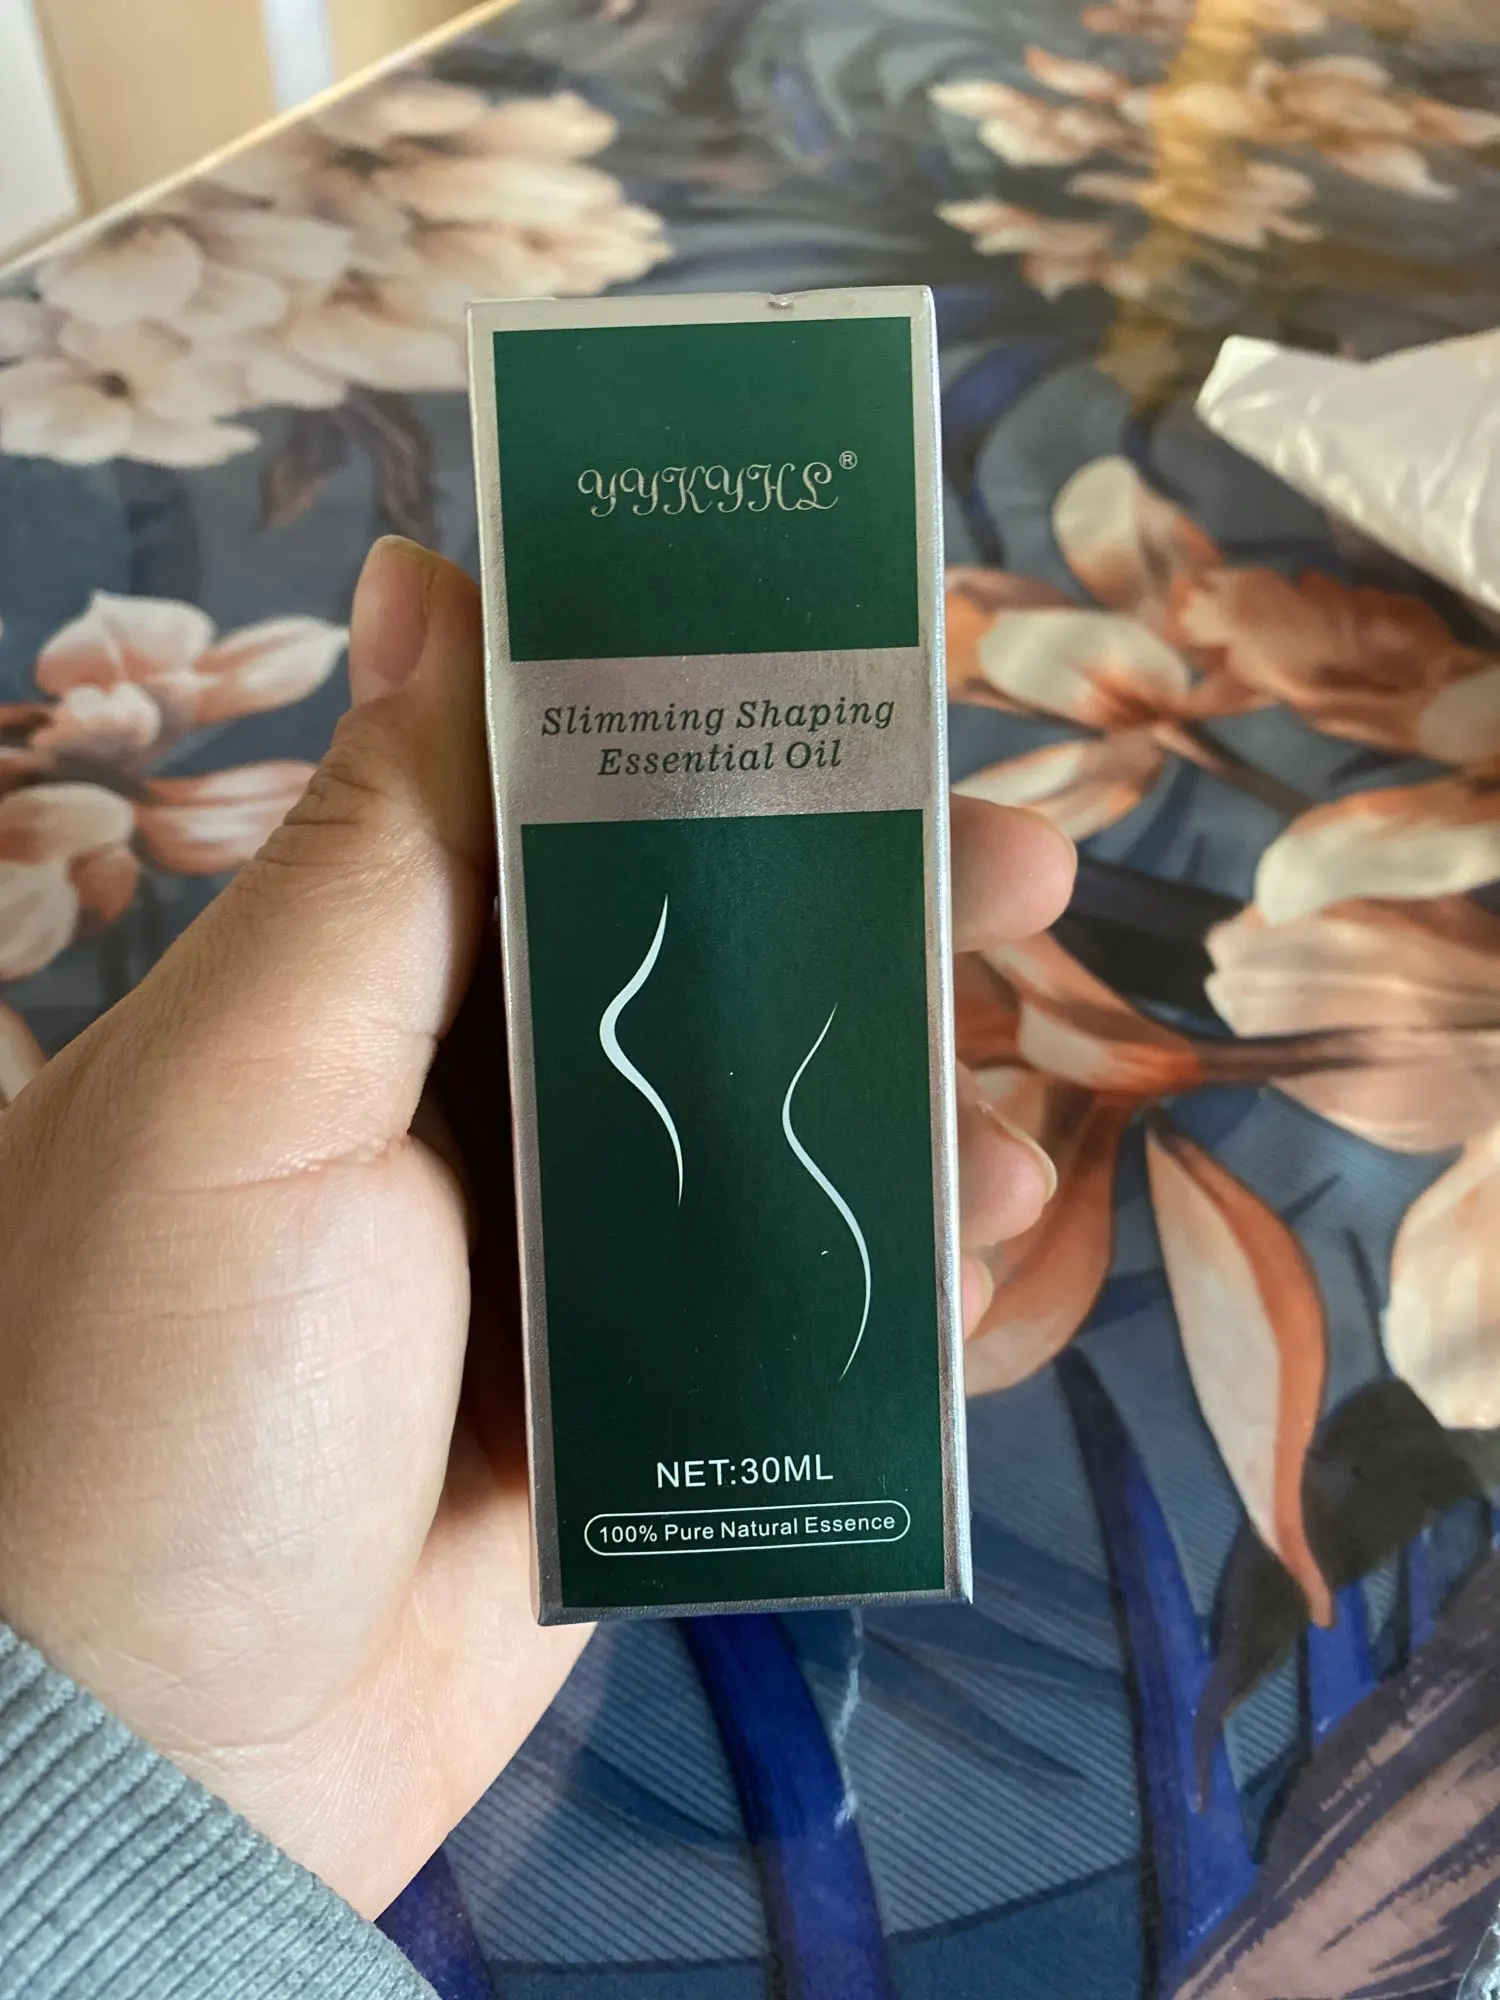 YYKYHL®
Slimming Shaping
Essential Oil
NET:30ML
100% Pure Natural Essence